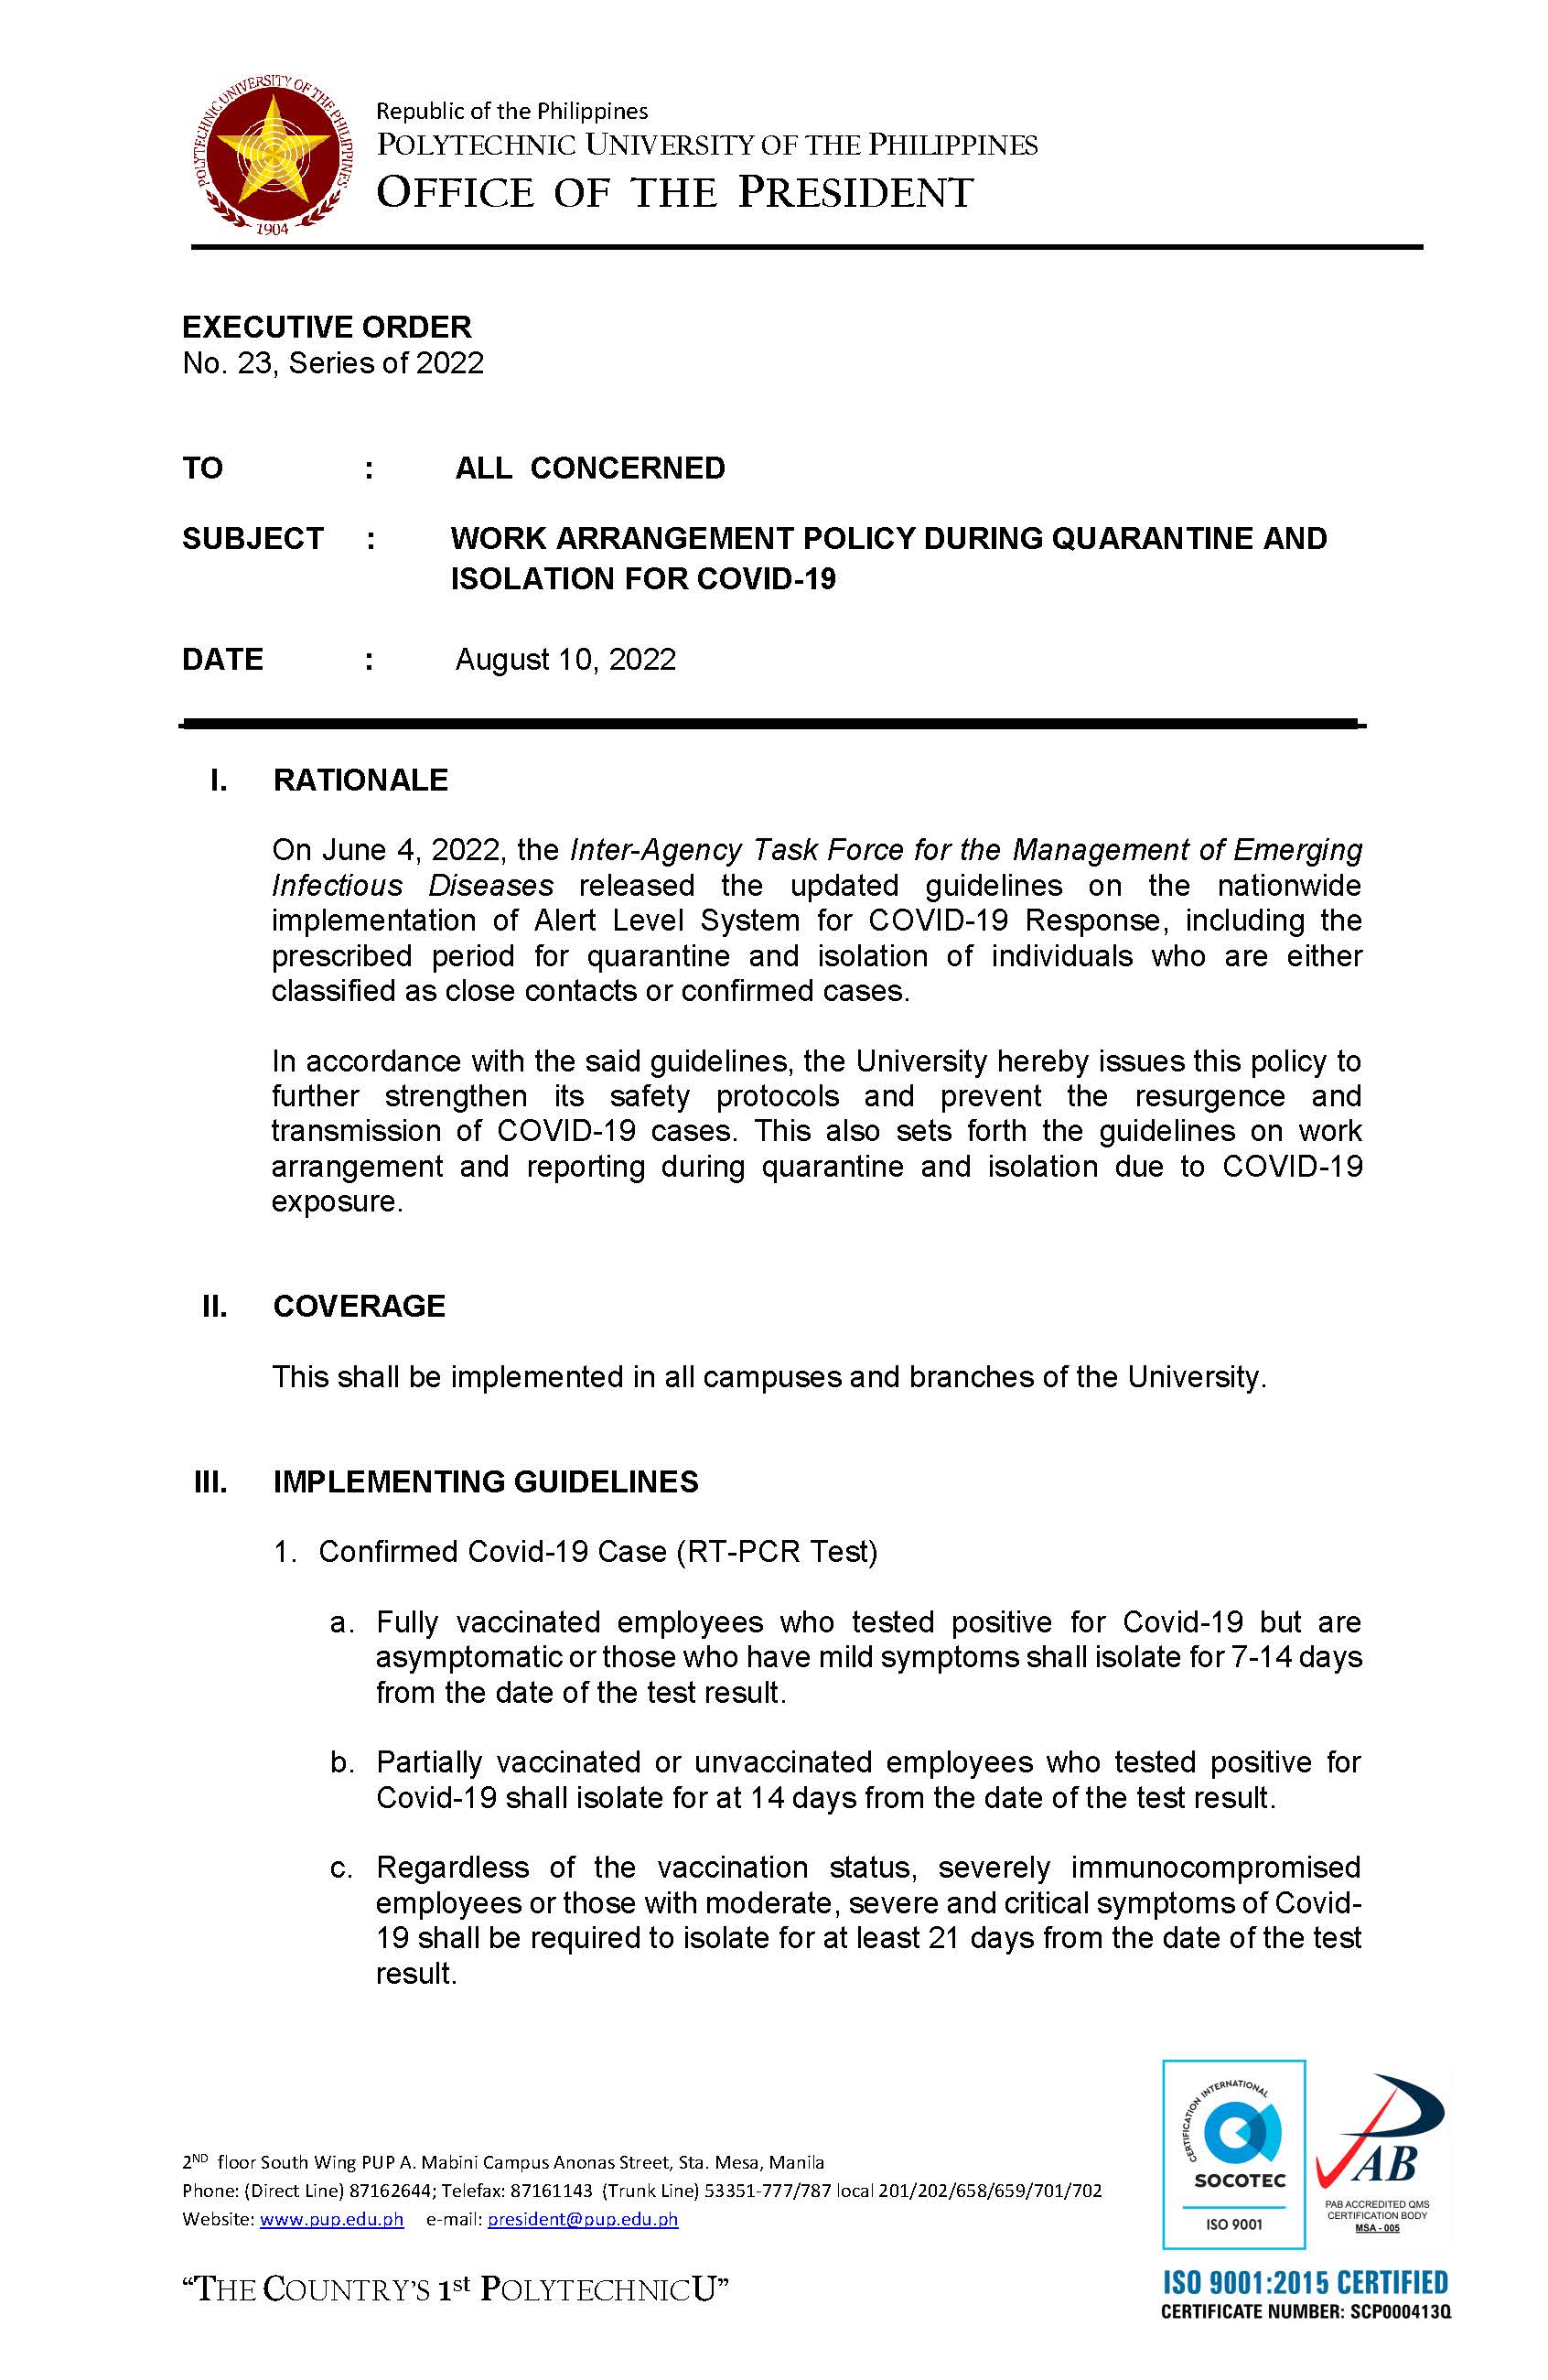 POLYTECHNIC UNIVERSITY OF THE PHILIPPINES
1904
Republic of the Philippines
POLYTECHNIC UNIVERSITY OF THE PHILIPPINES
OFFICE OF THE PRESIDENT
EXECUTIVE ORDER
No. 23, Series of 2022
TO : ALL CONCERNED
SUBJECT : WORK ARRANGEMENT POLICY DURING QUARANTINE AND
ISOLATION FOR COVID-19
DATE : August 10, 2022
I. RATIONALE
On June 4, 2022, the Inter-Agency Task Force for the Management of Emerging
Infectious Diseases released the updated guidelines on the nationwide
implementation of Alert Level System for COVID-19 Response, including the
prescribed period for quarantine and isolation of individuals who are either
classified as close contacts or confirmed cases.
In accordance with the said guidelines, the University hereby issues this policy to
further strengthen its safety protocols and prevent the resurgence and
transmission of COVID-19 cases. This also sets forth the guidelines on work
arrangement and reporting during quarantine and isolation due to COVID-19
exposure.
II. COVERAGE
This shall be implemented in all campuses and branches of the University.
III. IMPLEMENTING GUIDELINES
1. Confirmed Covid-19 Case (RT-PCR Test)
a. Fully vaccinated employees who tested positive for Covid-19 but are
asymptomatic or those who have mild symptoms shall isolate for 7-14 days
from the date of the test result.
b. Partially vaccinated or unvaccinated employees who tested positive for
Covid-19 shall isolate for at 14 days from the date of the test result.
c. Regardless of the vaccination status, severely immunocompromised
employees or those with moderate, severe and critical symptoms of Covid-
19 shall be required to isolate for at least 21 days from the date of the test
result.
2ND floor South Wing PUP A. Mabini Campus Anonas Street, Sta. Mesa, Manila
Phone: (Direct Line) 87162644; Telefax: 87161143 (Trunk Line) 53351-777/787 local 201/202/658/659/701/702
Website: www.pup.edu.ph e-mail: president@pup.edu.ph
“THE COUNTRY’S 1st POLYTECHNICU”
CERTIFICATION INTERNATIONAL
SOCOTEC
ISO 9001
PAB
PAB ACCREDITED QMS
CERTIFICATION BODY
MSA - 005
ISO 9001:2015 CERTIFIED
CERTIFICATE NUMBER: SCP000413Q